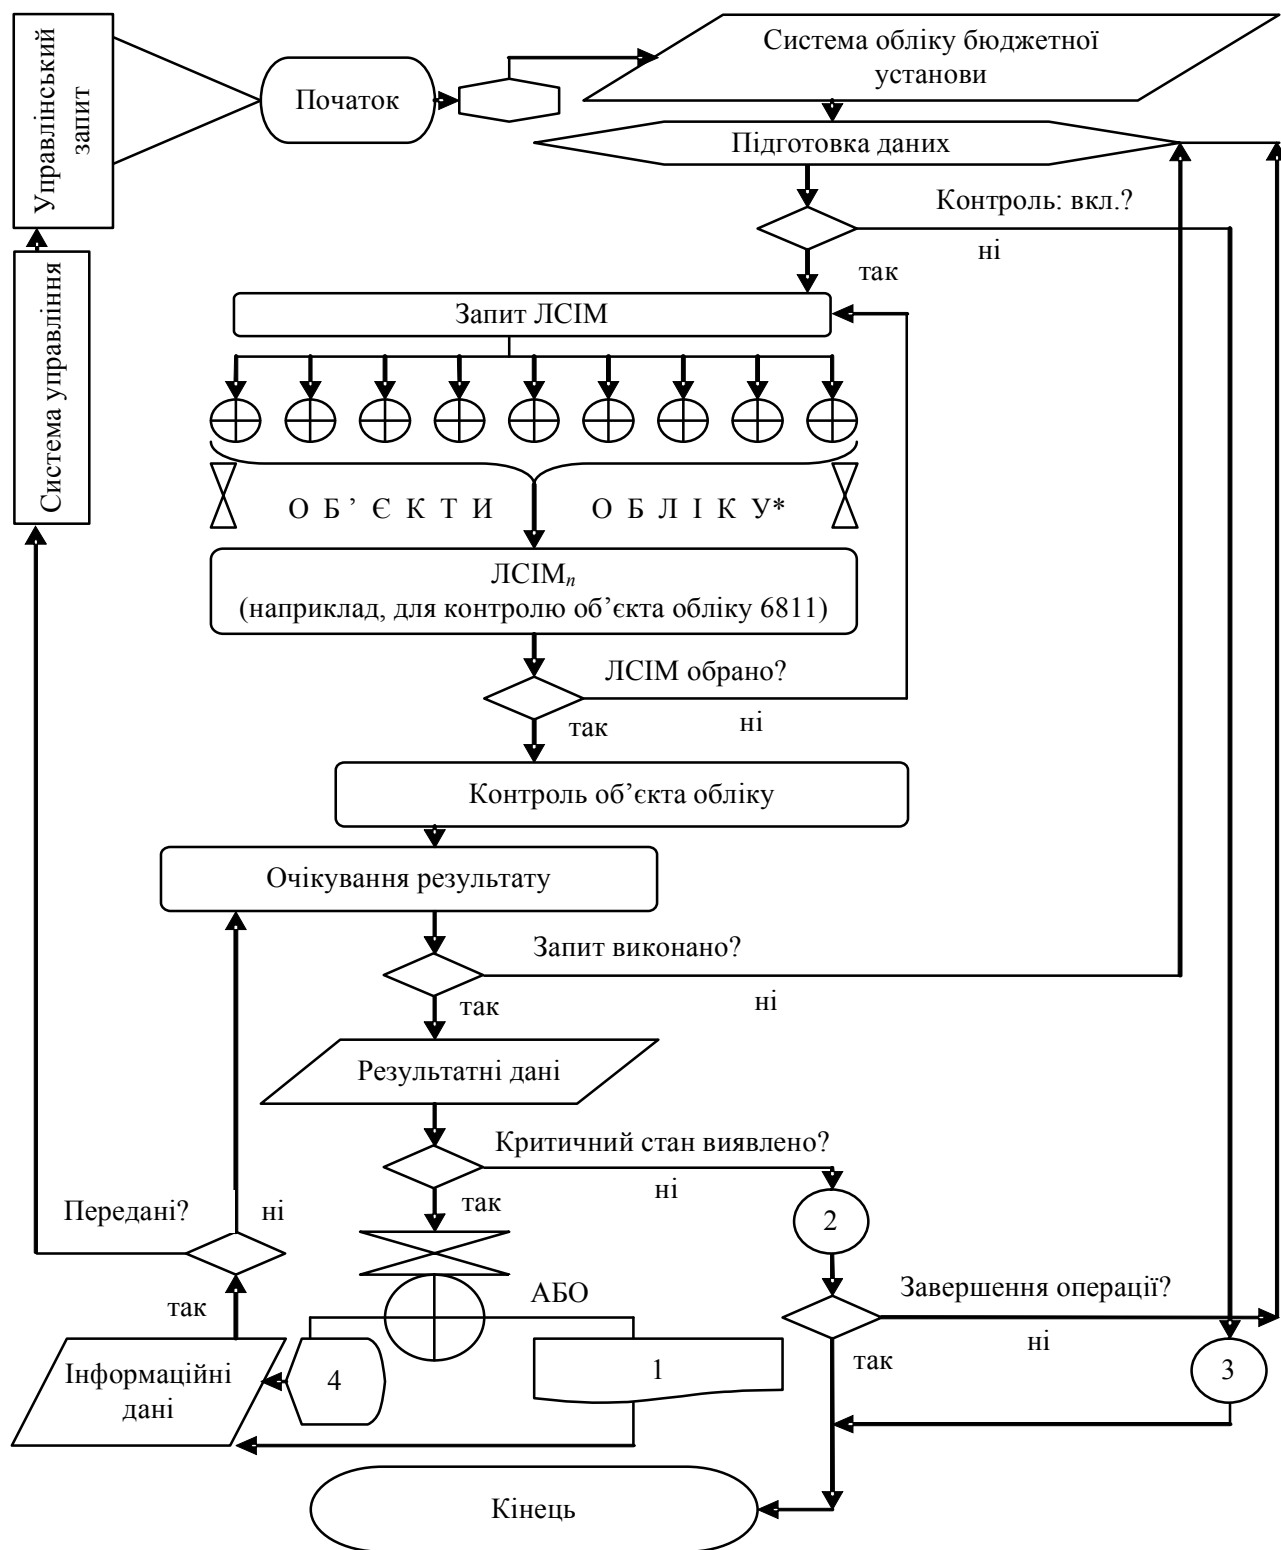 Управлінський
запит
Початок
Система обліку бюджетної
установи
Підготовка даних
Контроль: вкл.?
ні
так
Система управління
Запит ЛСІМ
О Б ’ Є К Т И О Б Л І К У*
ЛСІМn
(наприклад, для контролю об’єкта обліку 6811)
ЛСІМ обрано?
так
ні
Контроль об’єкта обліку
Очікування результату
Запит виконано?
так
ні
Результатні дані
Критичний стан виявлено?
ні
так
2
Передані?
ні
так
АБО
Завершення операції?
ні
так
Інформаційні
дані
4
1
3
Кінець